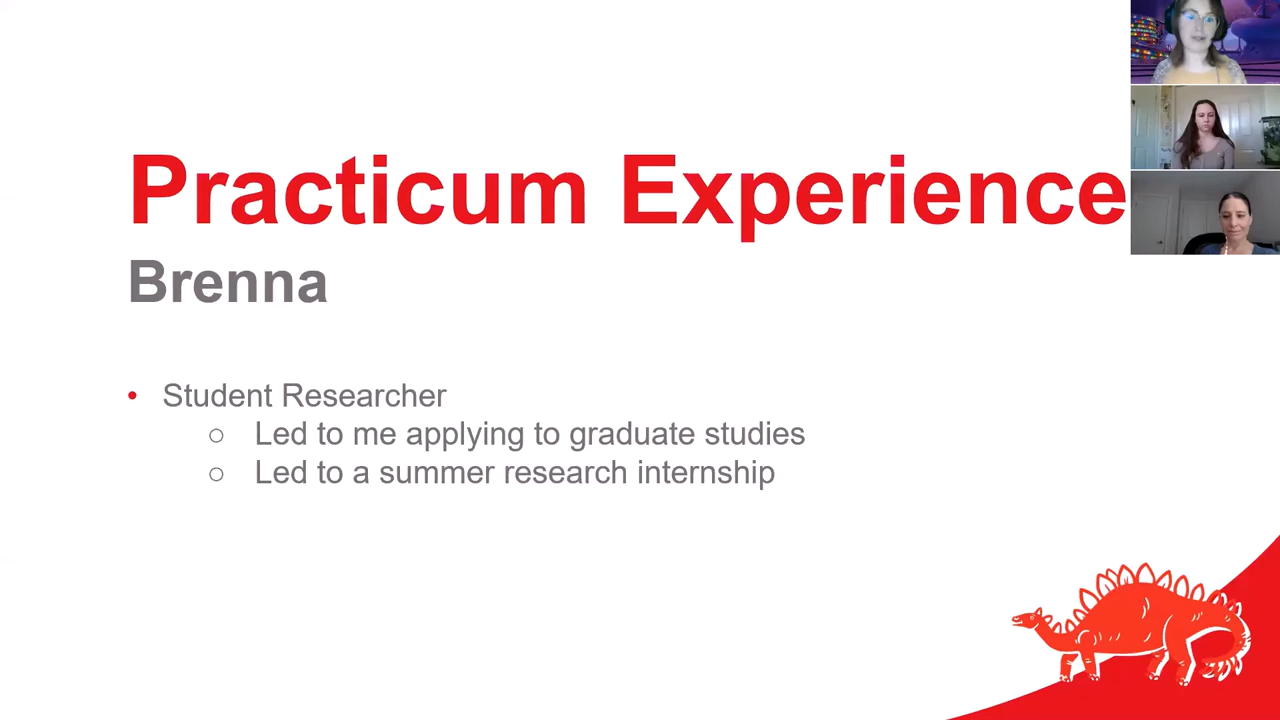 Practicum Experience
Brenna
• Student Researcher
○ Led to me applying to graduate studies
○ Led to a summer research internship